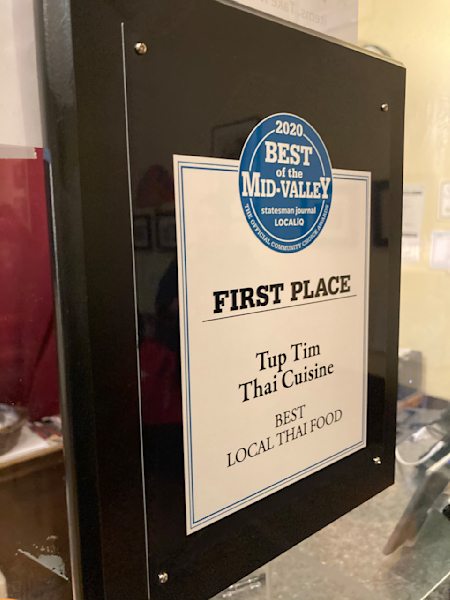 2020
BEST
of the
MID-VALLEY
statesman journal
LOCALiQ
THE OFFICIAL COMMUNITY CHOICE AWARDS
FIRST PLACE
Tup Tim
Thai Cuisine
BEST
LOCAL THAI FOOD